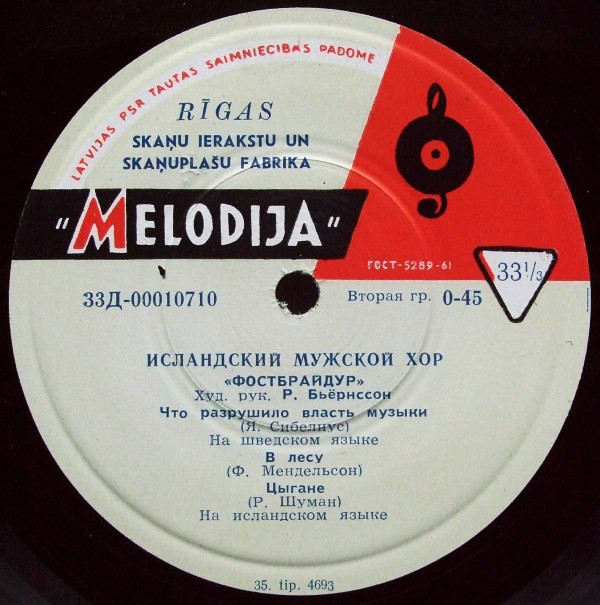 LATVIJAS PSR TAUTAS SAIMNIECĪBAS PADOME
RĪGAS
SKAŅU IERAKSTU UN
SKAŅUPLAŠU FABRIKA
"MELODIJA"
ГОСТ-5289-61
33⅓
33Д-00010710
Вторая гр. 0-45
ИСЛАНДСКИЙ МУЖСКОЙ ХОР
«ФОСТБРАЙДУР»
Худ. рук. Р. Бьёрнссон
Что разрушило власть музыки
(Я. Сибелиус)
На шведском языке
В лесу
(Ф. Мендельсон)
Цыгане
(Р. Шуман)
На исландском языке
35. tip. 4693